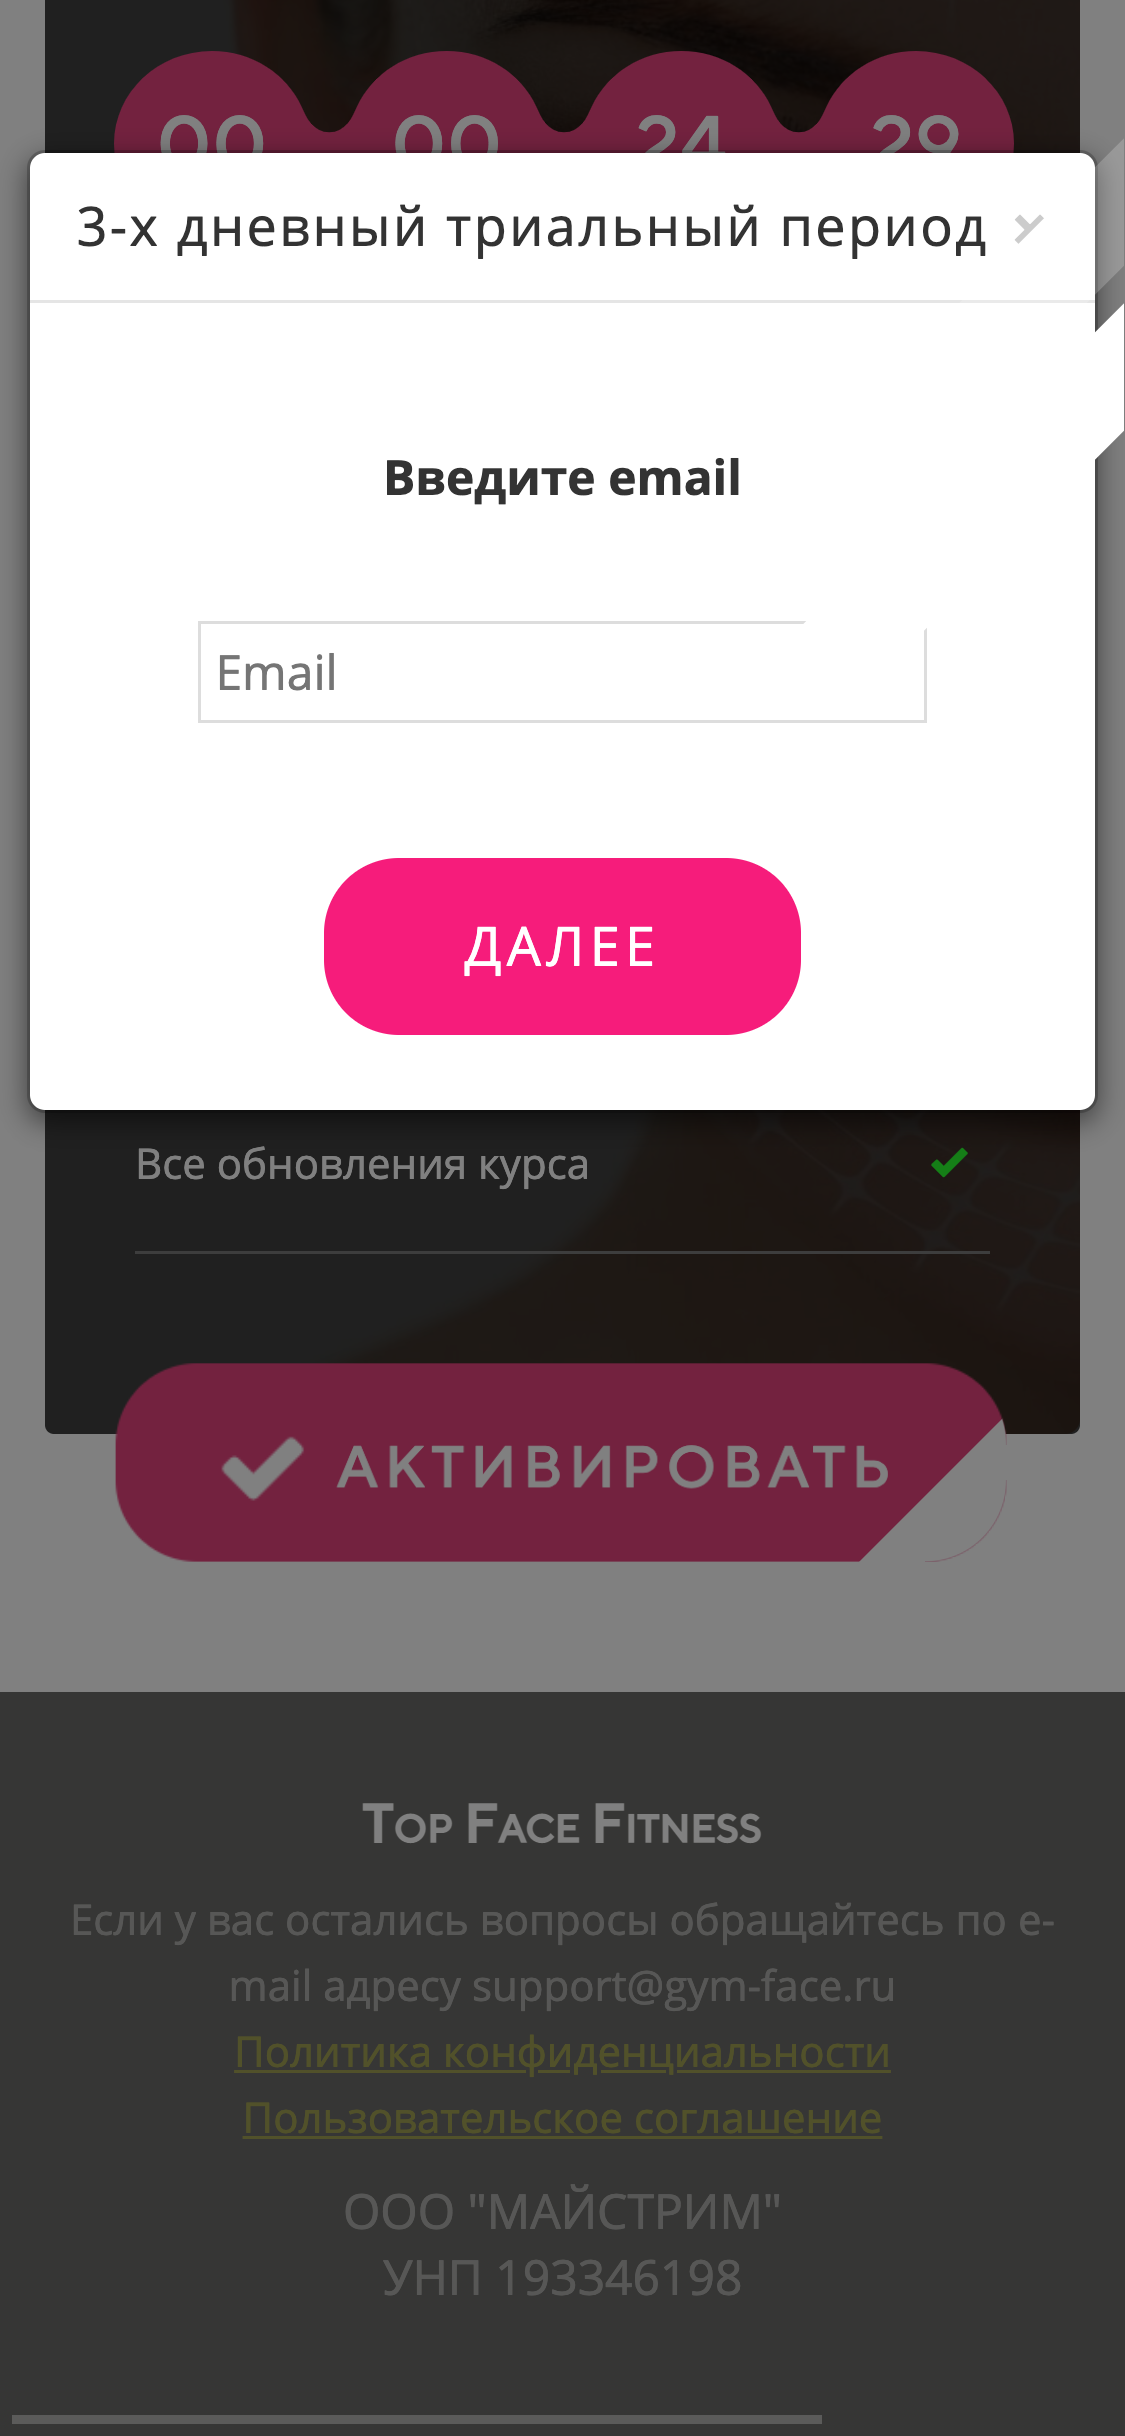 00 00 24 29
3-х дневный триальный период
Введите email
Email
ДАЛЕЕ
Все обновления курса
АКТИВИРОВАТЬ
Top Face Fitness
Если у вас остались вопросы обращайтесь по e-
mail адресу support@gym-face.ru
Политика конфиденциальности
Пользовательское соглашение
ООО "МАЙСТРИМ"
УНП 193346198